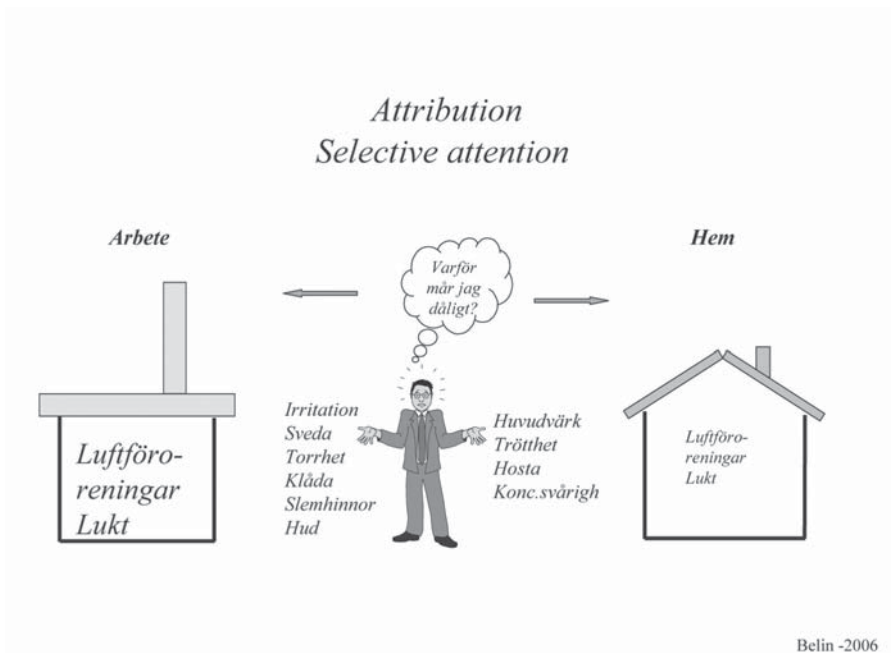 Attribution
Selective attention
Arbete
Hem
Varför
mår jag
dåligt?
Luftföro-
reningar
Lukt
Irritation
Sveda
Torrhet
Klåda
Slemhinnor
Hud
Huvudvärk
Trötthet
Hosta
Konc.svårigh
Luftföro-
reningar
Lukt
Belin -2006